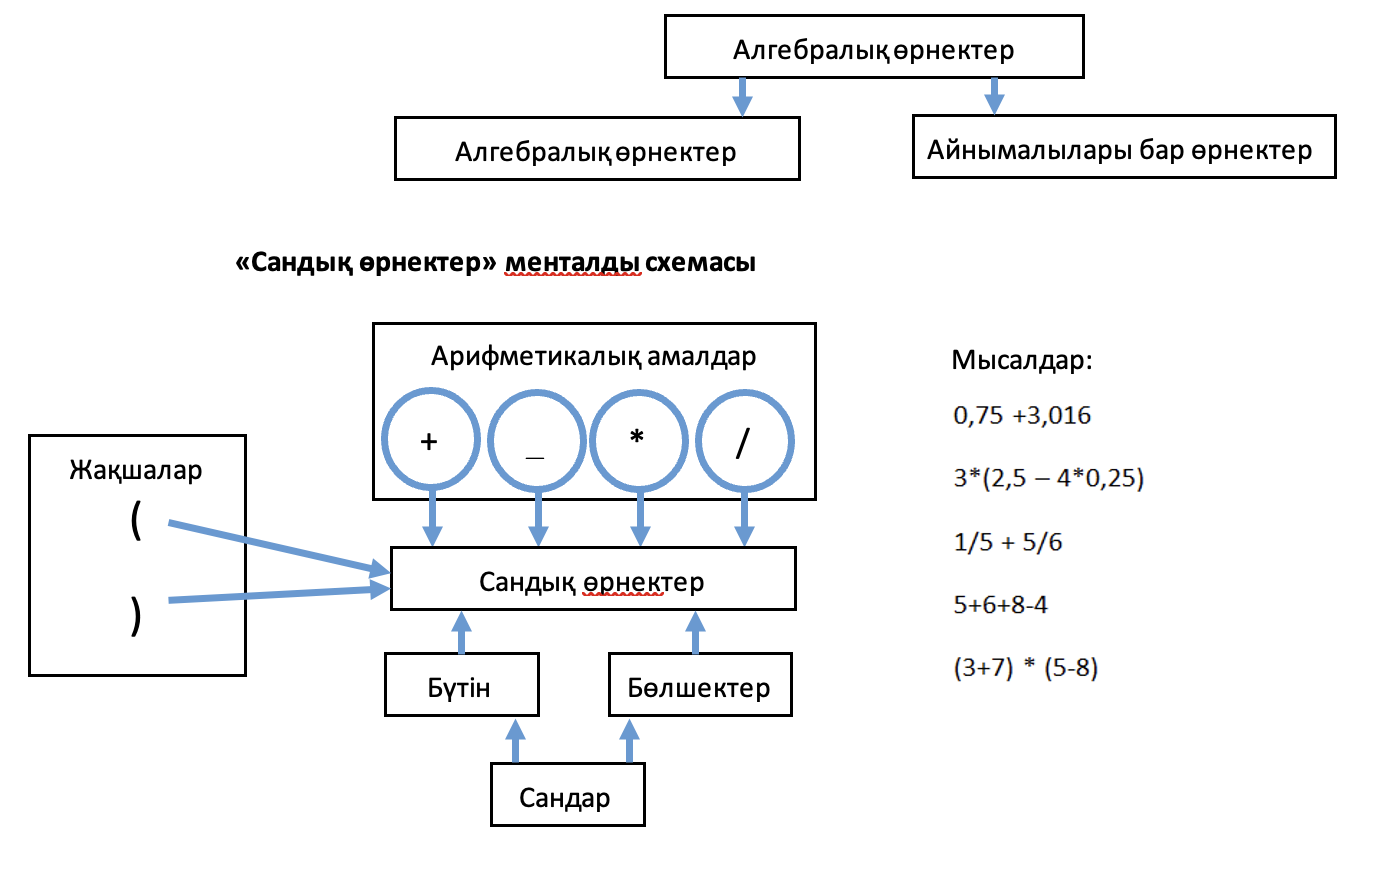 Алгебралық өрнектер
Алгебралық өрнектер
Айнымалылары бар өрнектер
«Сандық өрнектер» менталды схемасы
Арифметикалық амалдар
+ _ * /
Мысалдар:
0,75 +3,016
3*(2,5 – 4*0,25)
1/5 + 5/6
5+6+8-4
(3+7) * (5-8)
Жақшалар
(
)
Сандық өрнектер
Бүтін
Бөлшектер
Сандар